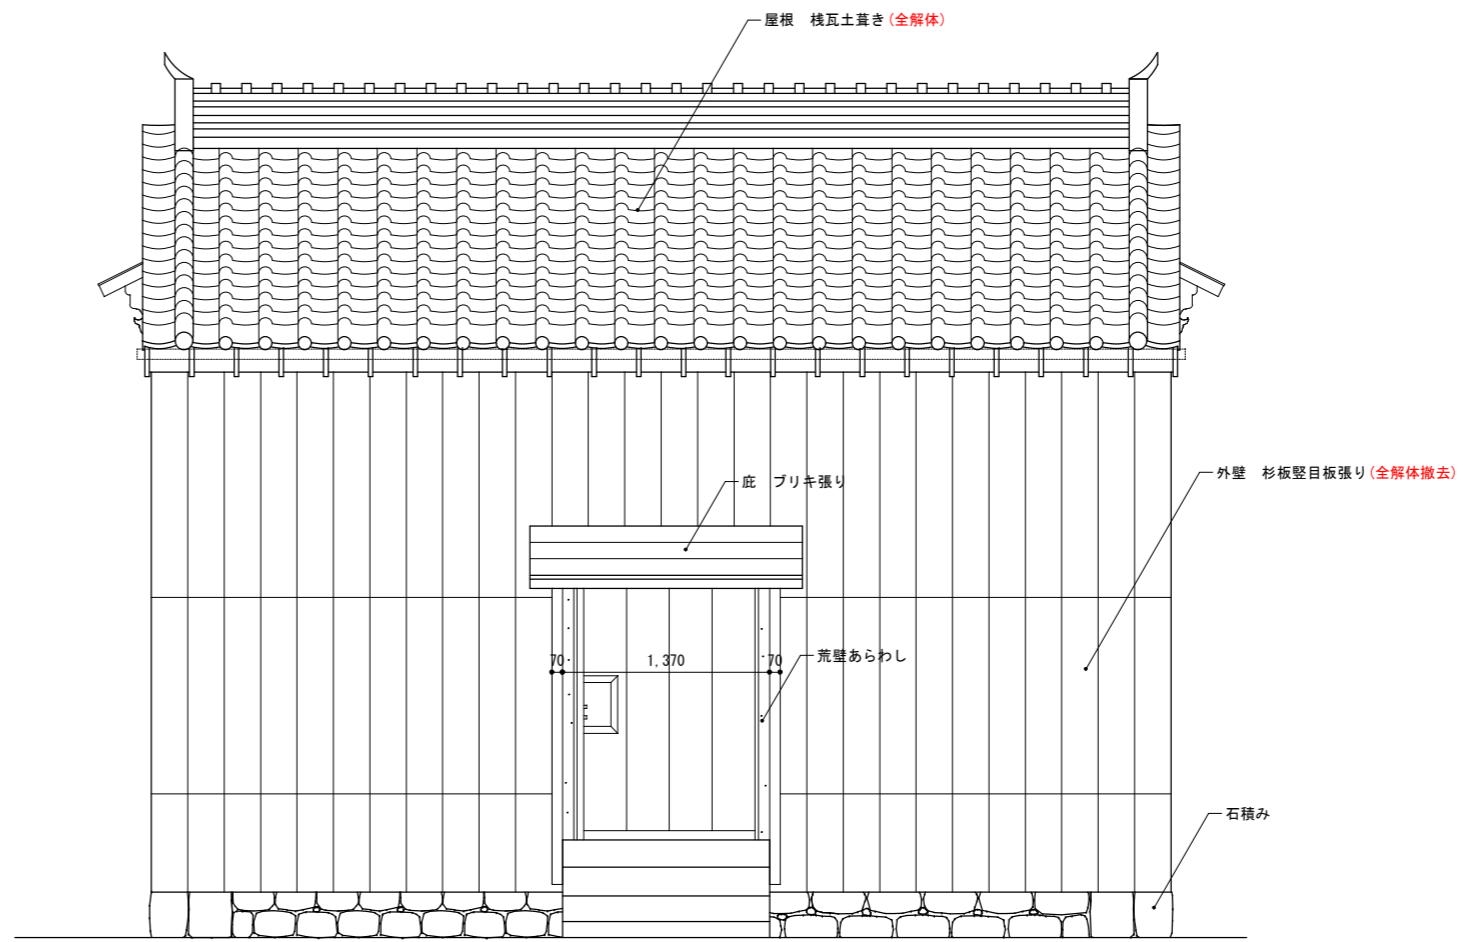 屋根　桟瓦土葺き(全解体)
外壁　杉板竪目板張り(全解体撤去)
庇　ブリキ張り
70
1,370
70
荒壁あらわし
石積み